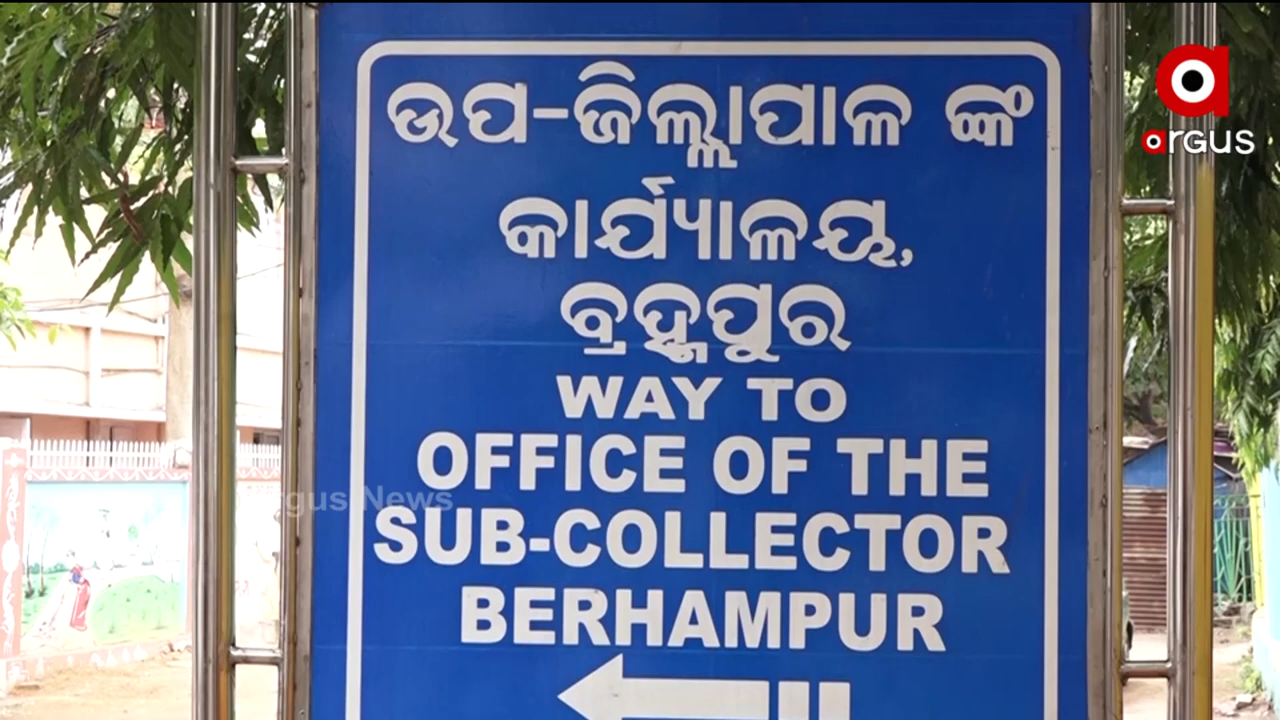 ଉପ-ଜିଲ୍ଲାପାଳ ଙ୍କ
କାର୍ଯ୍ୟାଳୟ,
ବ୍ରହ୍ମପୁର
WAY TO
OFFICE OF THE
SUB-COLLECTOR
BERHAMPUR
argus
Argus News